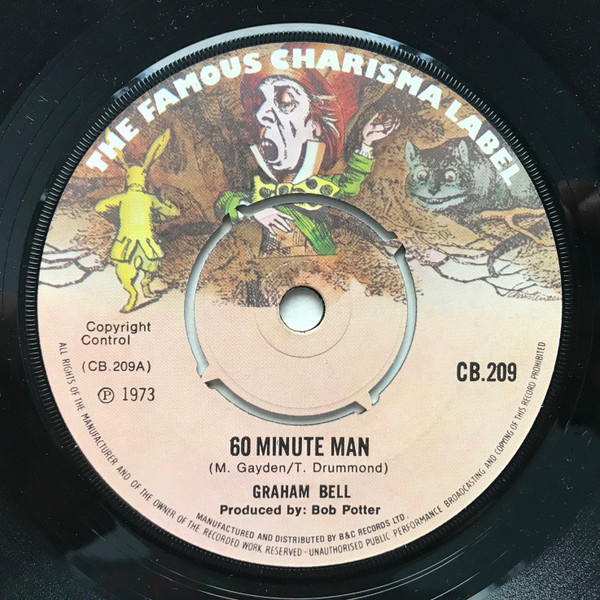 THE FAMOUS CHARISMA LABEL
Copyright
Control
(CB.209A)
Ⓟ 1973
CB.209
60 MINUTE MAN
(M. Gayden/T. Drummond)
GRAHAM BELL
Produced by: Bob Potter
MANUFACTURED AND DISTRIBUTED BY B&C RECORDS LTD.
ALL RIGHTS OF THE MANUFACTURER AND OF THE OWNER OF THE RECORDED WORK RESERVED - UNAUTHORISED PUBLIC PERFORMANCE BROADCASTING AND COPYING OF THIS RECORD PROHIBITED